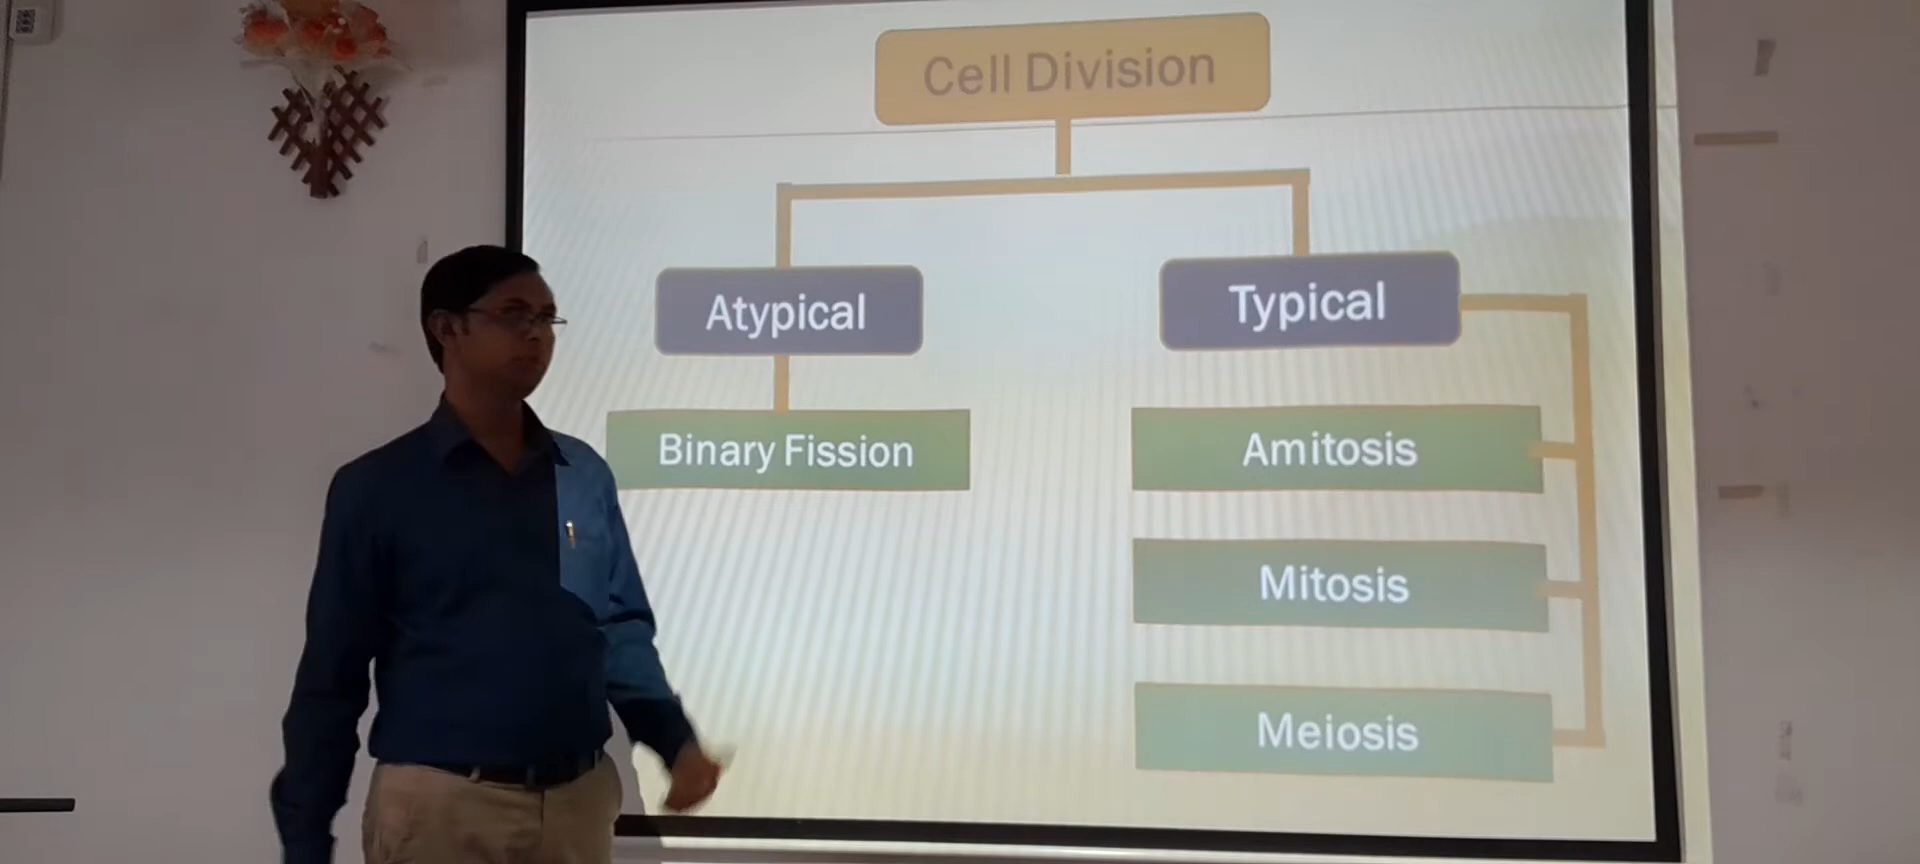 Cell Division
Atypical
Typical
Binary Fission
Amitosis
Mitosis
Meiosis